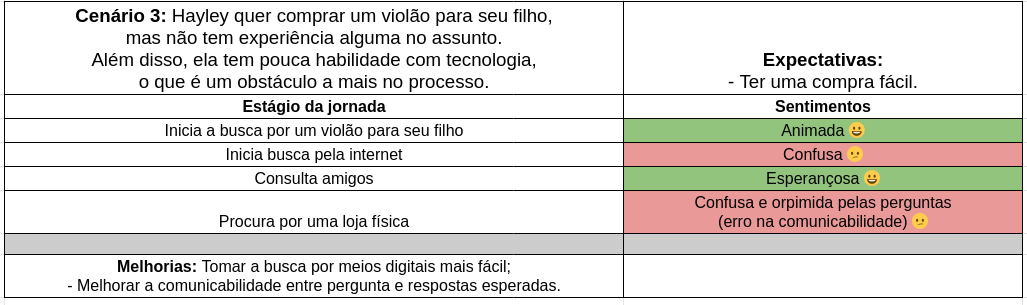 Cenário 3: Hayley quer comprar um violão para seu filho,
mas não tem experiência alguma no assunto.
Além disso, ela tem pouca habilidade com tecnologia,
o que é um obstáculo a mais no processo.
Expectativas:
- Ter uma compra fácil.
Estágio da jornada
Sentimentos
Inicia a busca por um violão para seu filho
Animada 😀
Inicia busca pela internet
Confusa 😕
Consulta amigos
Esperançosa 😀
Procura por uma loja física
Confusa e orpimida pelas perguntas
(erro na comunicabilidade) 😕
Melhorias: Tomar a busca por meios digitais mais fácil;
- Melhorar a comunicabilidade entre pergunta e respostas esperadas.